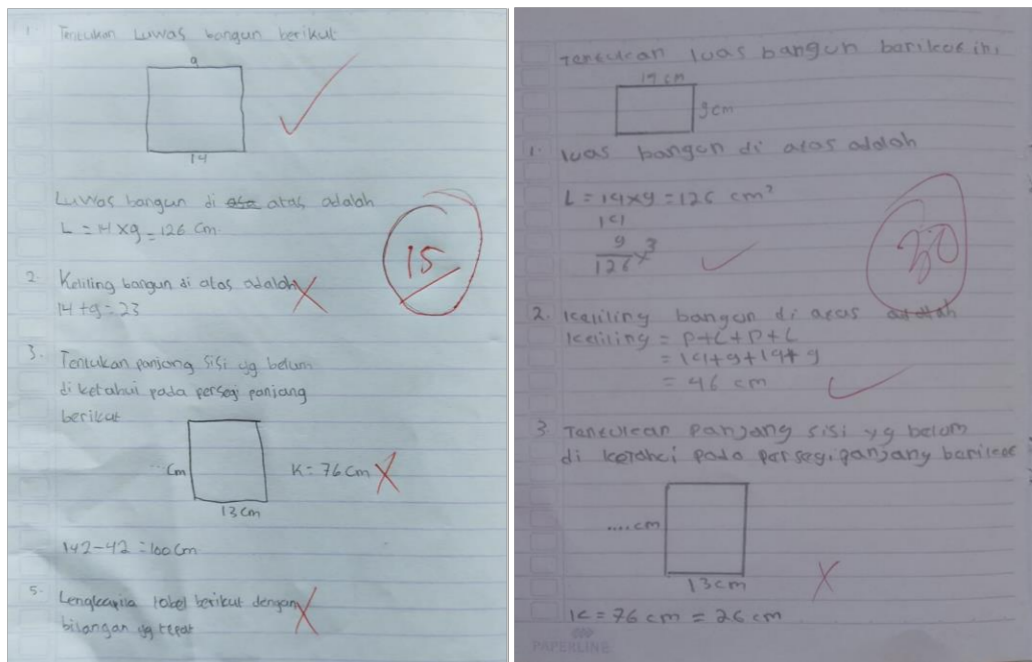 1. Tentukan Luwas bangun berikut
9
14
Luwas bangun di atas adalah
L = 14 x 9 = 126 Cm
15
2. Keliling bangun di atas adalah
14 + 9 = 23
3. Tentukan panjang sisi yg belum
di ketahui pada persegi panjang
berikut
... Cm
K = 76 Cm
13 Cm
142 - 42 = 100 Cm
5. Lengkapila tabel berikut dengan
bilangan yg tepat
Tentukan luas bangun berikut ini
14 cm
9 cm
1. luas bangun di atas adalah
L = 14 x 9 = 126 cm²
14
9
126 x 3
30
2. keliling bangun di atas adalah
keliling = P + L + P + L
= 14 + 9 + 14 + 9
= 46 cm
3. Tentukan Panjang sisi yg belum
di ketahui pada persegi panjang berikut
.... cm
13 cm
K = 76 cm = 26 cm
PAPERLINE